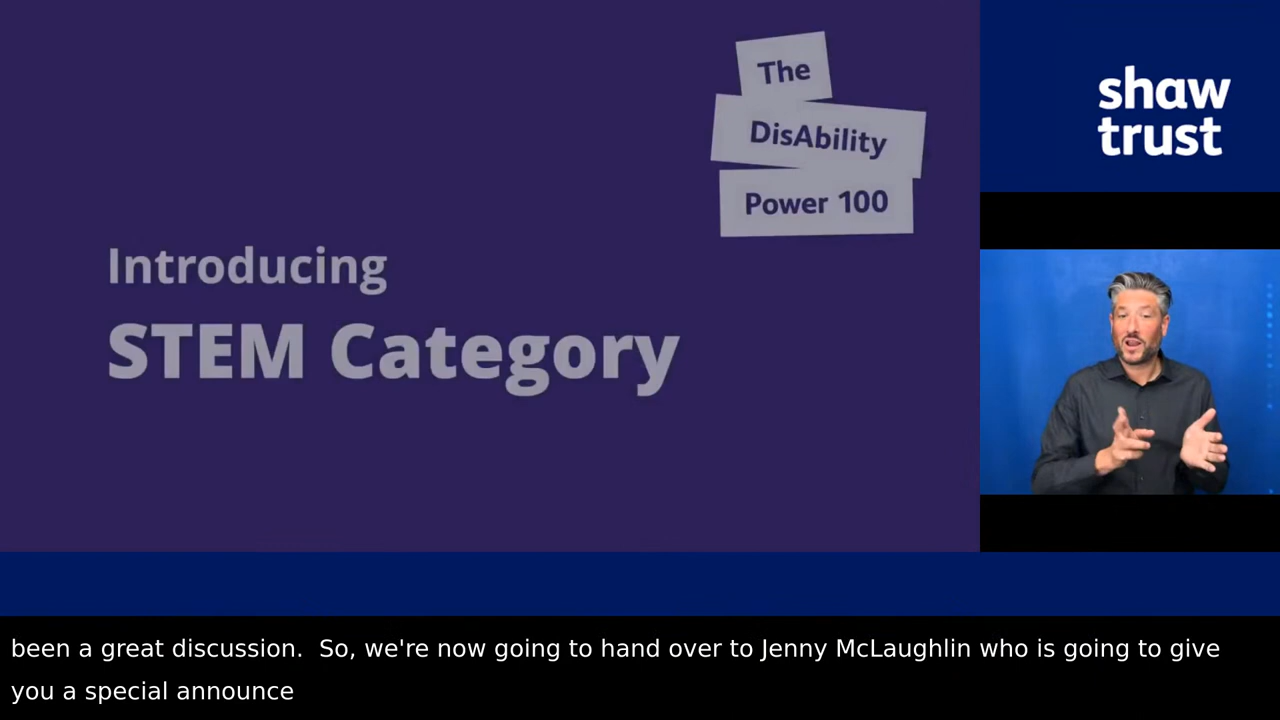 The
DisAbility
Power 100
shaw
trust
Introducing
STEM Category
been a great discussion.  So, we're now going to hand over to Jenny McLaughlin who is going to give
you a special announce